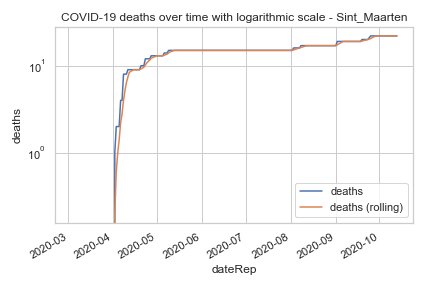 COVID-19 deaths over time with logarithmic scale - Sint_Maarten
deaths
10¹
10⁰
deaths
deaths (rolling)
2020-03
2020-04
2020-05
2020-06
2020-07
2020-08
2020-09
2020-10
dateRep